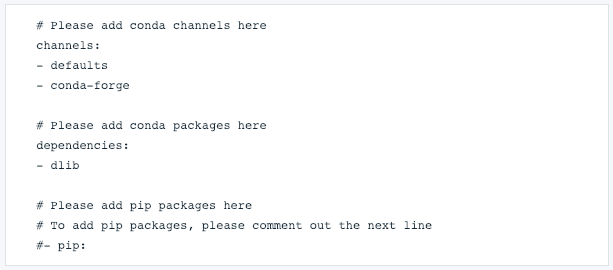 # Please add conda channels here
channels:
- defaults
- conda-forge

# Please add conda packages here
dependencies:
- dlib

# Please add pip packages here
# To add pip packages, please comment out the next line
#- pip: